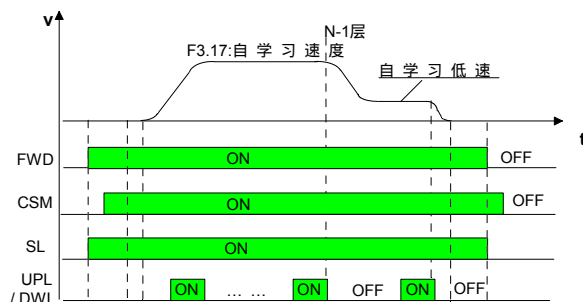 v
N-1层
F3.17:自学习速度
自学习低速
t
FWD
ON
OFF
CSM
ON
OFF
SL
ON
UPL
/ DWL
ON
... ...
ON
OFF
ON
OFF